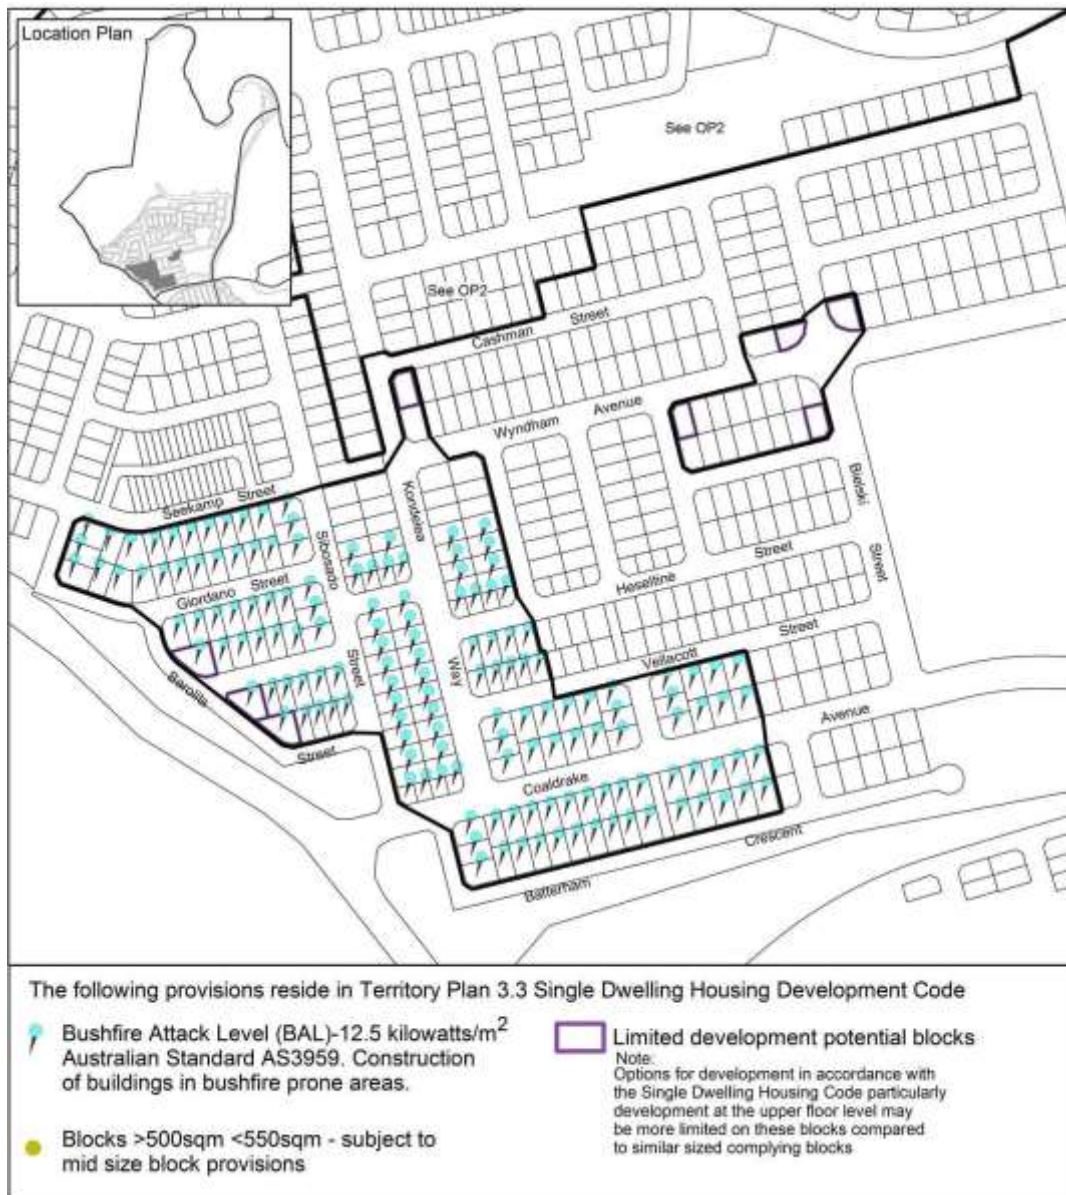 Location Plan
See OP2
See OP2
Cashman Street
Wyndham Avenue
Seekamp Street
Kondelea
Way
Sibosado
Street
Bielski
Street
Giordano Street
Heseltine Street
Vellacott Street
Barolits
Street
Avenue
Coaldrake
Batterham Crescent
The following provisions reside in Territory Plan 3.3 Single Dwelling Housing Development Code
Bushfire Attack Level (BAL)-12.5 kilowatts/m²
Australian Standard AS3959. Construction
of buildings in bushfire prone areas.
Blocks >500sqm <550sqm - subject to
mid size block provisions
Limited development potential blocks
Note:
Options for development in accordance with
the Single Dwelling Housing Code particularly
development at the upper floor level may
be more limited on these blocks compared
to similar sized complying blocks